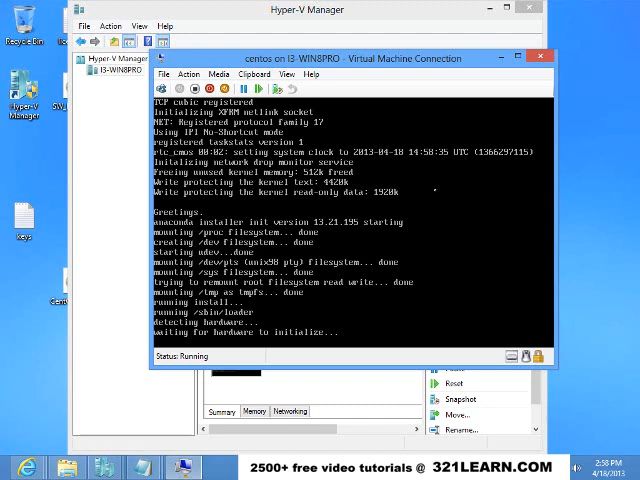 Hyper-V Manager
File Action View Help
Recycle Bin
Hyper-V Manager
I3-WIN8PRO
centos on I3-WIN8PRO - Virtual Machine Connection
File Action Media Clipboard View Help
TCP cubic registered
Initializing XFRM netlink socket
NET: Registered protocol family 17
Using IPI No-Shortcut mode
registered taskstats version 1
rtc_cmos 00:02: setting system clock to 2013-04-18 14:58:35 UTC (1366297115)
Initalizing network drop monitor service
Freeing unused kernel memory: 512k freed
Write protecting the kernel text: 4420k
Write protecting the kernel read-only data: 1920k
Greetings.
anaconda installer init version 13.21.195 starting
mounting /proc filesystem... done
creating /dev filesystem... done
starting udev...done
mounting /dev/pts (unix98 pty) filesystem... done
mounting /sys filesystem... done
trying to remount root filesystem read write... done
mounting /tmp as tmpfs... done
running install...
running /sbin/loader
detecting hardware...
waiting for hardware to initialize...
Status: Running
Hyper-V
Manager
SW_
keys
Cent
Reset
Snapshot
Move...
Rename...
Summary Memory Networking
2500+ free video tutorials @ 321LEARN.COM
2:58 PM
4/18/2013